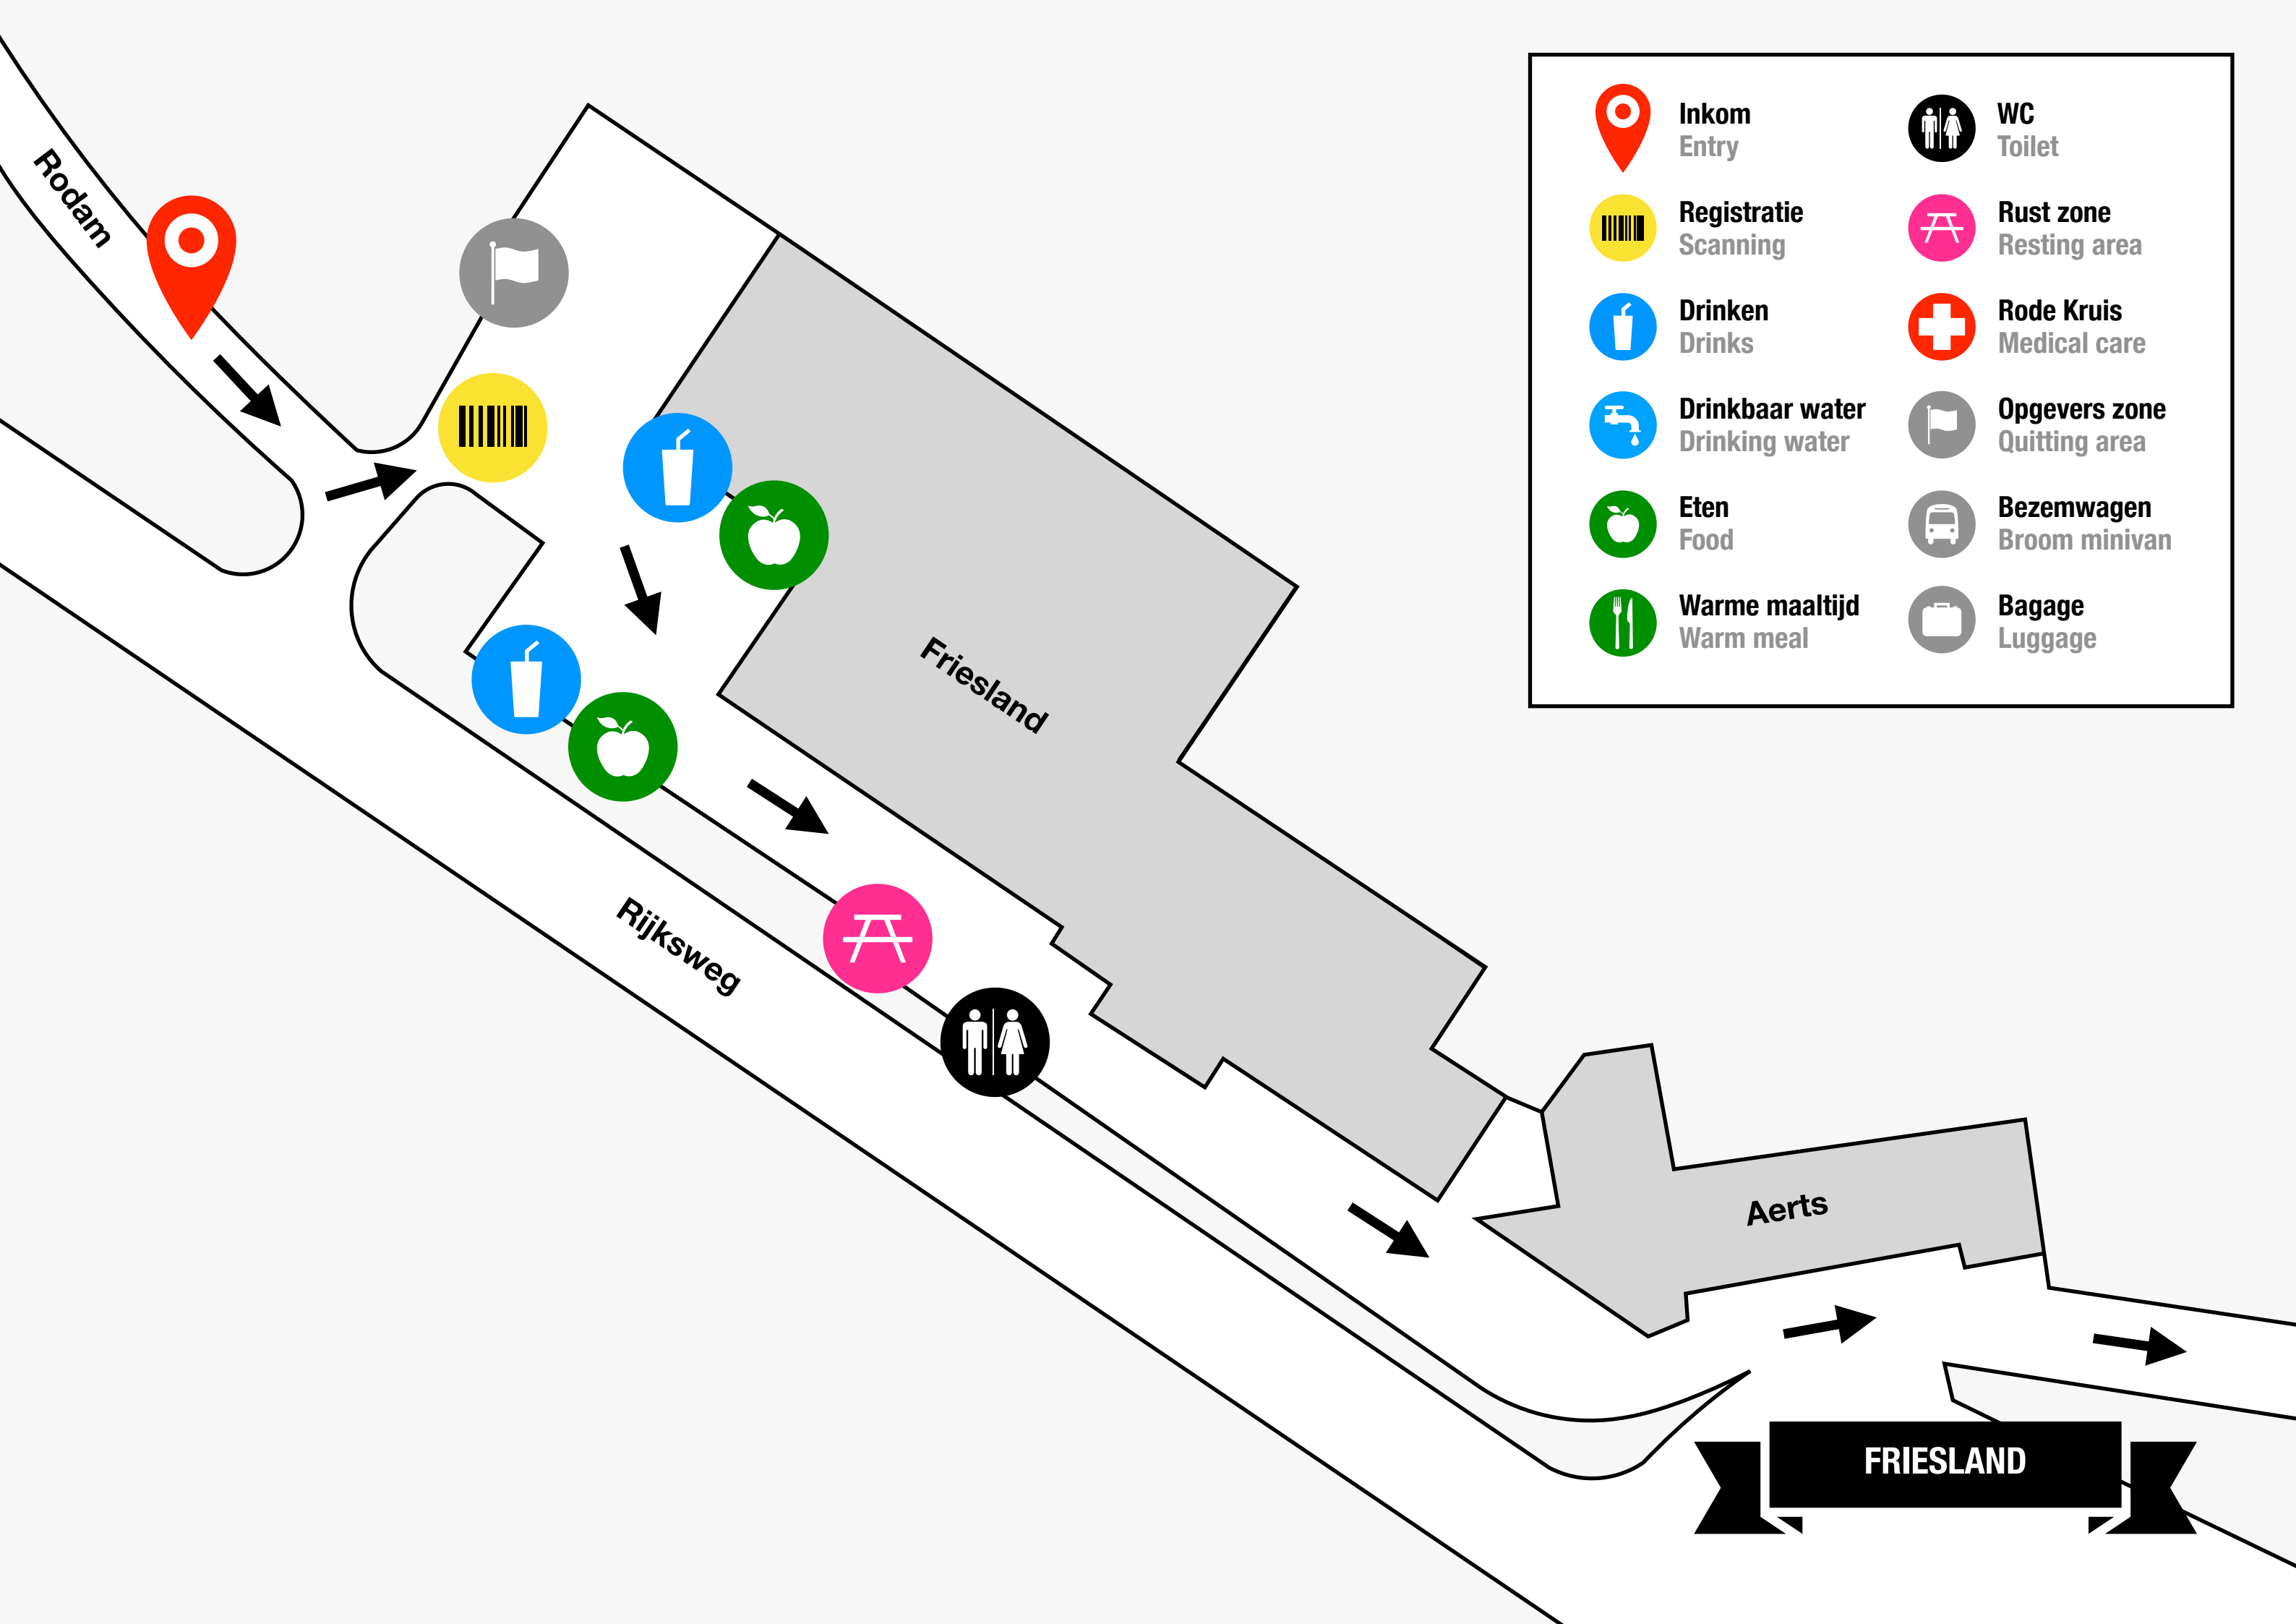 Rodam
Friesland
Rijksweg
Aerts
Inkom
Entry
Registratie
Scanning
Drinken
Drinks
Drinkbaar water
Drinking water
Eten
Food
Warme maaltijd
Warm meal
WC
Toilet
Rust zone
Resting area
Rode Kruis
Medical care
Opgevers zone
Quitting area
Bezemwagen
Broom minivan
Bagage
Luggage
FRIESLAND